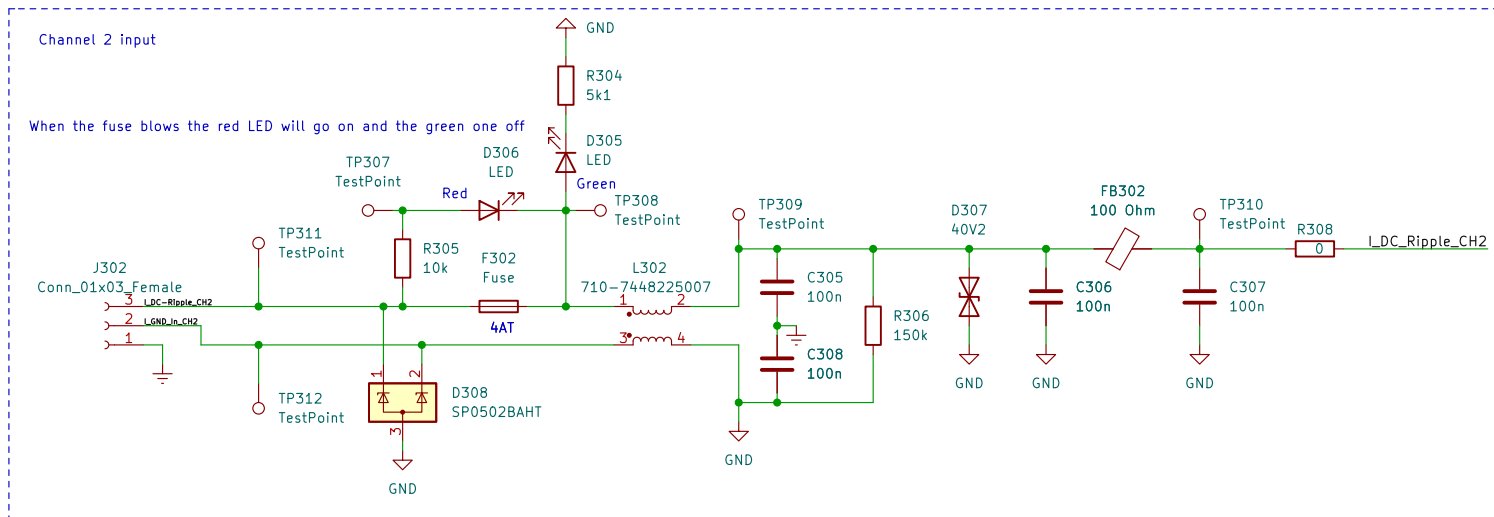 Channel 2 input
GND
R304
5k1
When the fuse blows the red LED will go on and the green one off
D305
LED
D306
LED
TP307
TestPoint
Red
Green
TP308
TestPoint
TP311
TestPoint
R305
10k
F302
Fuse
4AT
J302
Conn_01x03_Female
3
I_DC-Ripple_CH2
2
I_GND_In_CH2
1
L302
710-7448225007
1
2
3
4
TP309
TestPoint
C305
100n
C308
100n
R306
150k
D307
40V2
GND
C306
100n
GND
FB302
100 Ohm
TP310
TestPoint
C307
100n
GND
R308
0
I_DC_Ripple_CH2
TP312
TestPoint
1
2
3
D308
SP0502BAHT
GND
GND